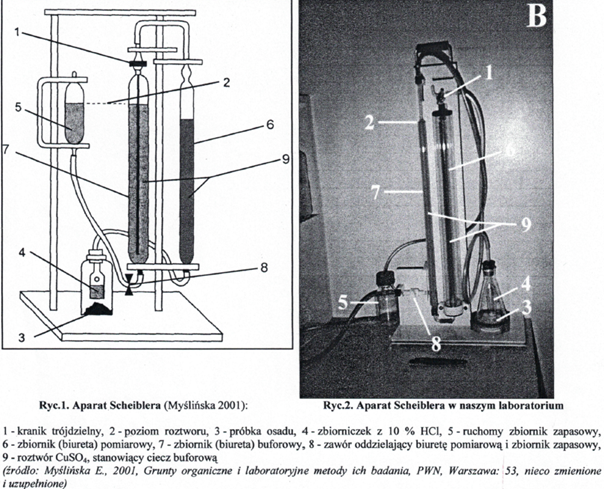 B
1
2
5
6
7
9
4
8
3
1
2
6
7
9
5
4
3
8
Ryc.1. Aparat Scheiblera (Myślińska 2001):
Ryc.2. Aparat Scheiblera w naszym laboratorium
1 - kranik trójdzielny, 2 - poziom roztworu, 3 - próbka osadu, 4 - zbiorniczek z 10 % HCl, 5 - ruchomy zbiornik zapasowy,
6 - zbiornik (biureta) pomiarowy, 7 - zbiornik (biureta) buforowy, 8 - zawór oddzielający biuretę pomiarową i zbiornik zapasowy,
9 - roztwór CuSO₄, stanowiący ciecz buforową
(źródło: Myślińska E., 2001, Grunty organiczne i laboratoryjne metody ich badania, PWN, Warszawa: 53, nieco zmienione
i uzupełnione)